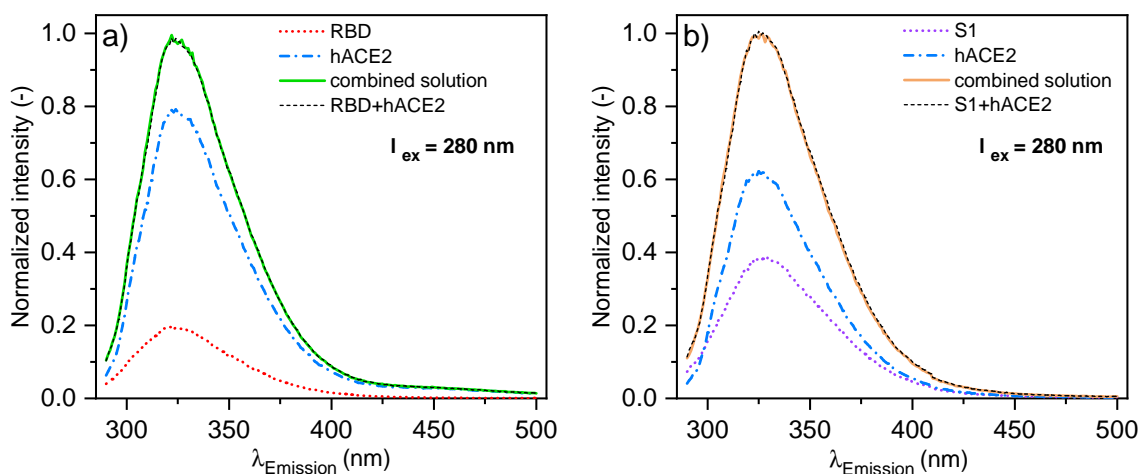 a)
RBD
hACE2
combined solution
RBD+hACE2
I ex = 280 nm
Normalized intensity (-)
1.0
0.8
0.6
0.4
0.2
0.0
300 350 400 450 500
λEmission (nm)
b)
S1
hACE2
combined solution
S1+hACE2
I ex = 280 nm
Normalized intensity (-)
1.0
0.8
0.6
0.4
0.2
0.0
300 350 400 450 500
λEmission (nm)